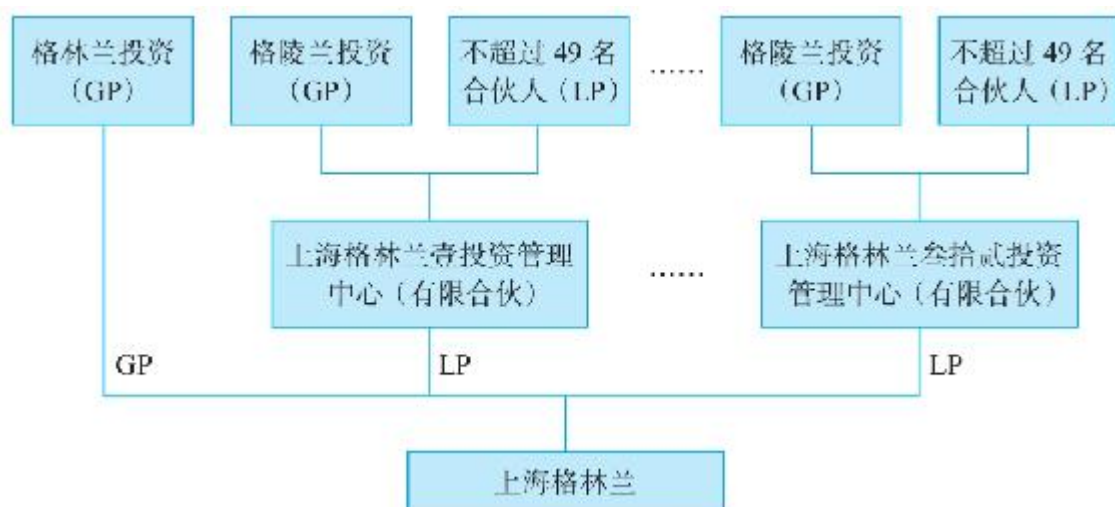 格林兰投资
（GP）
格陵兰投资
（GP）
不超过 49 名
合伙人（LP）
……
格陵兰投资
（GP）
不超过 49 名
合伙人（LP）
上海格林兰壹投资管理
中心（有限合伙）
……
上海格林兰叁拾贰投资
管理中心（有限合伙）
GP
LP
LP
上海格林兰